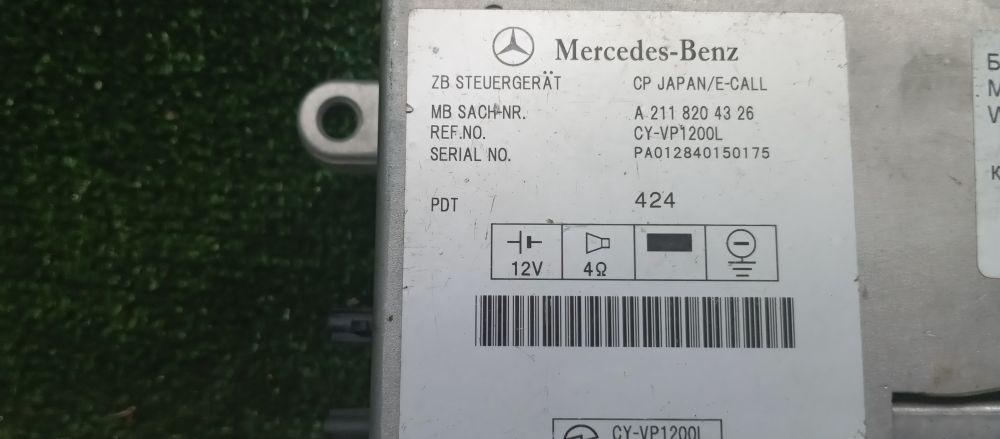 Mercedes-Benz
ZB STEUERGERÄT CP JAPAN/E-CALL
MB SACH-NR. A 211 820 43 26
REF.NO. CY-VP1200L
SERIAL NO. PA012840150175
PDT 424
12V 4Ω
CY-VP1200L